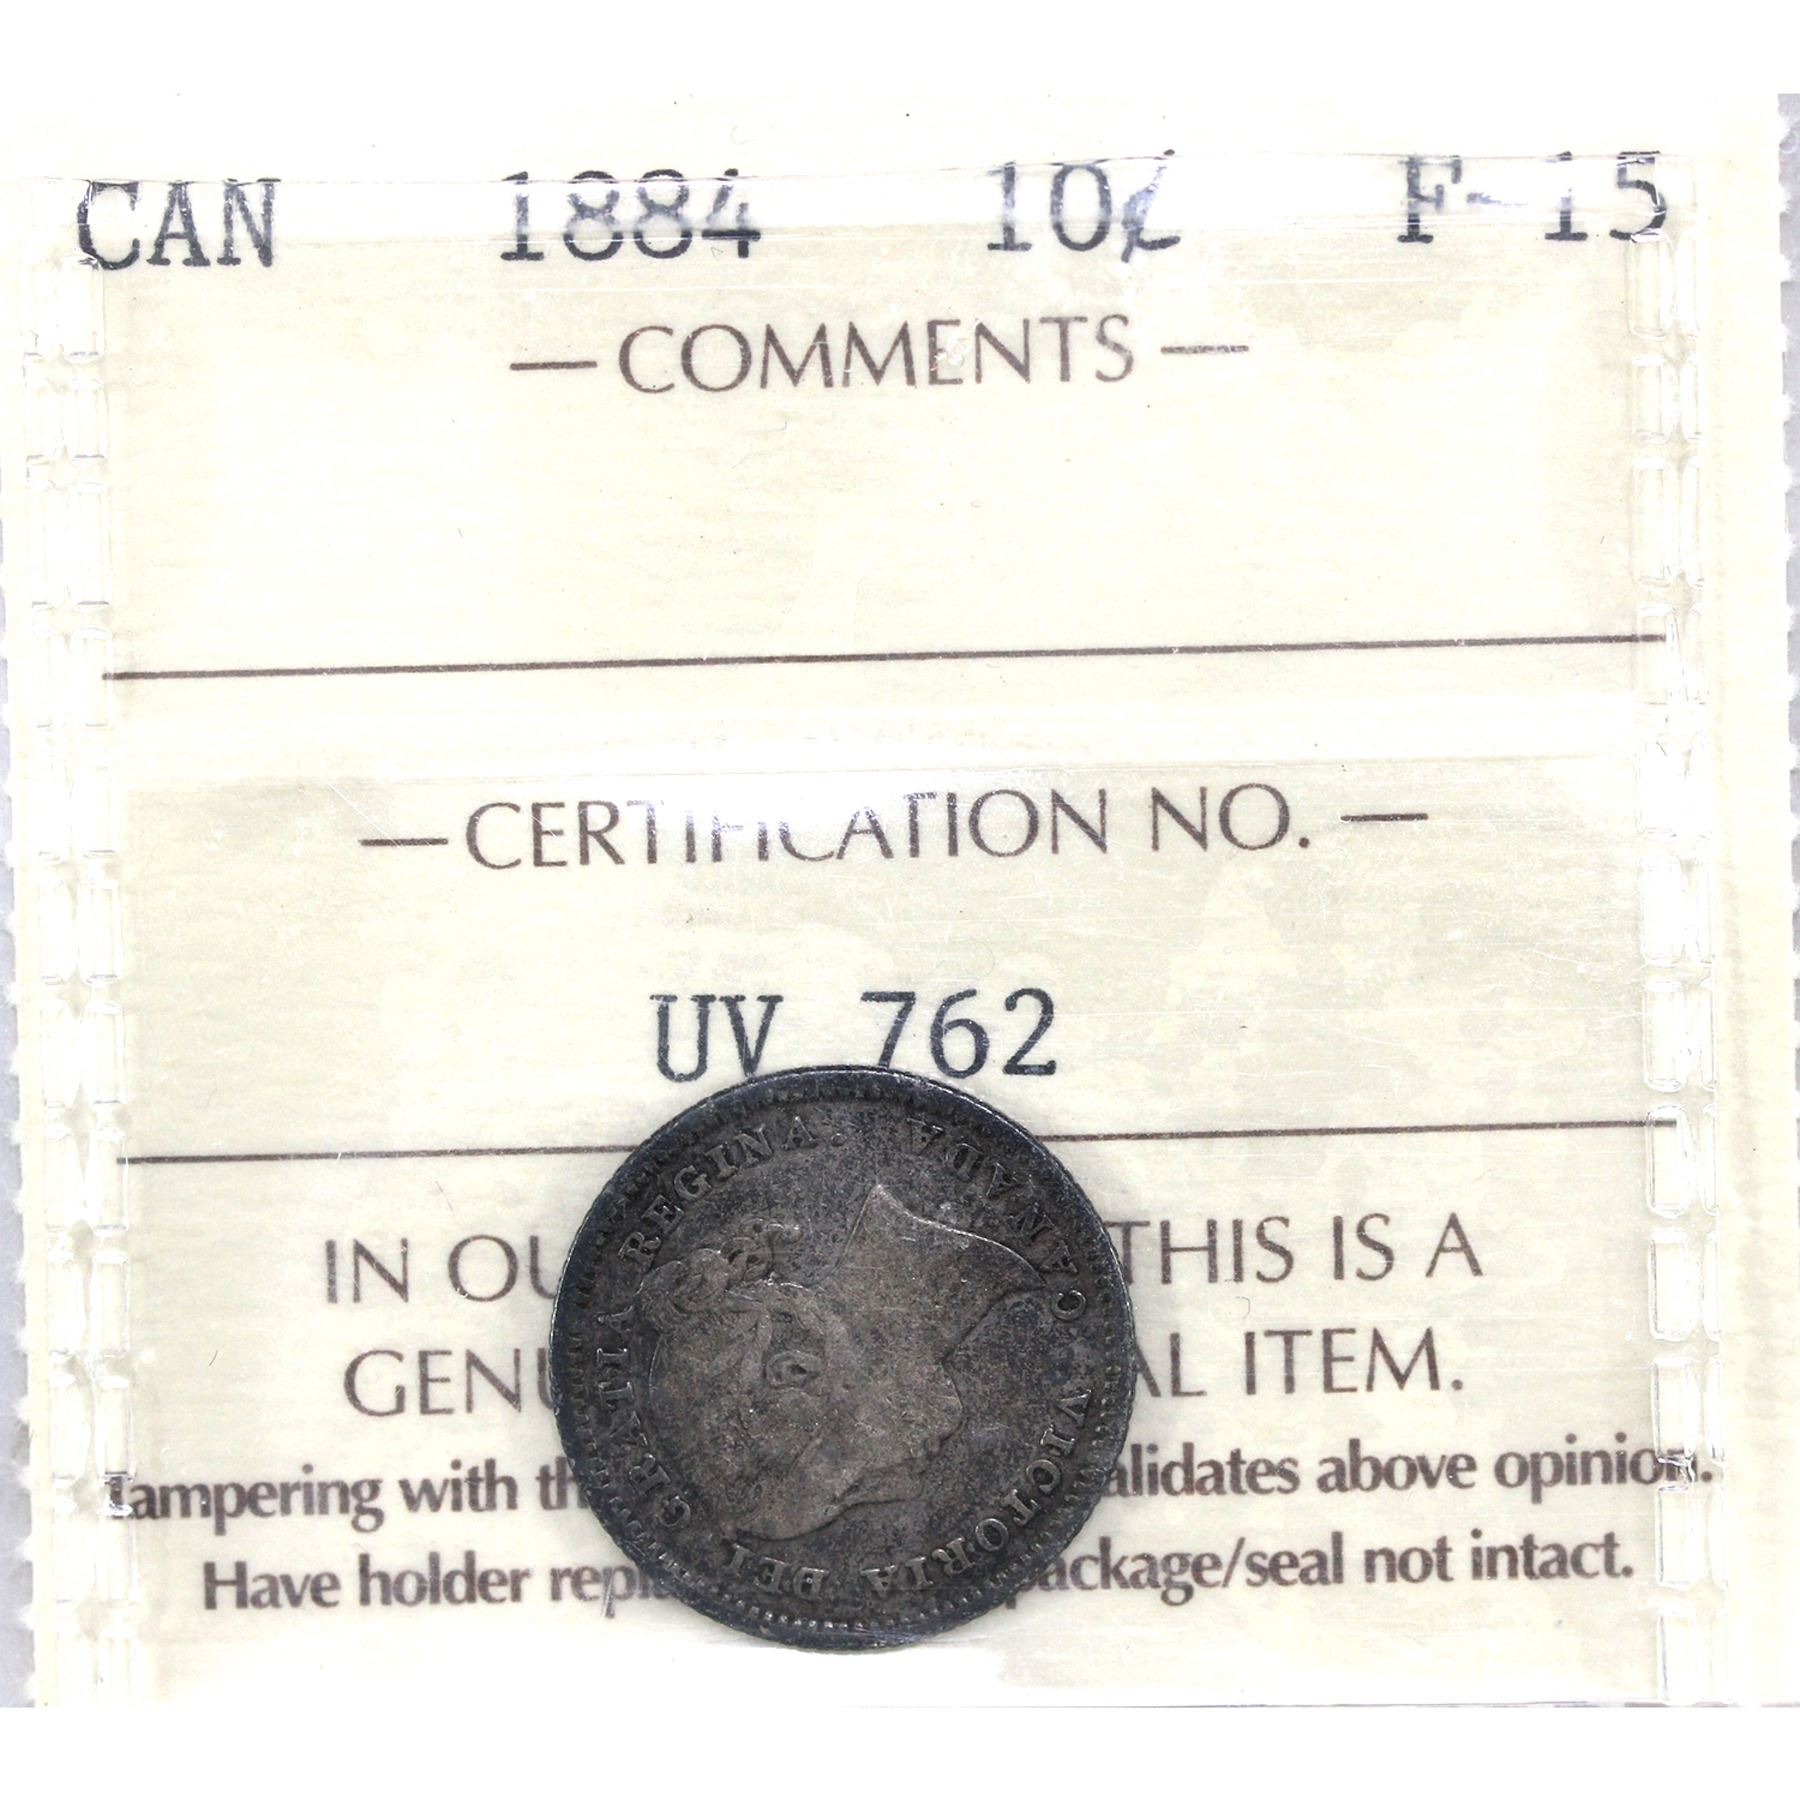 CAN 1884 10¢ F-15
— COMMENTS —
— CERTIFICATION NO. —
UV 762
IN OU THIS IS A
GENU AL ITEM.
Tampering with th alidates above opinion.
Have holder repl ackage/seal not intact.
VICTORIA DEI GRATIA REGINA. CANADA